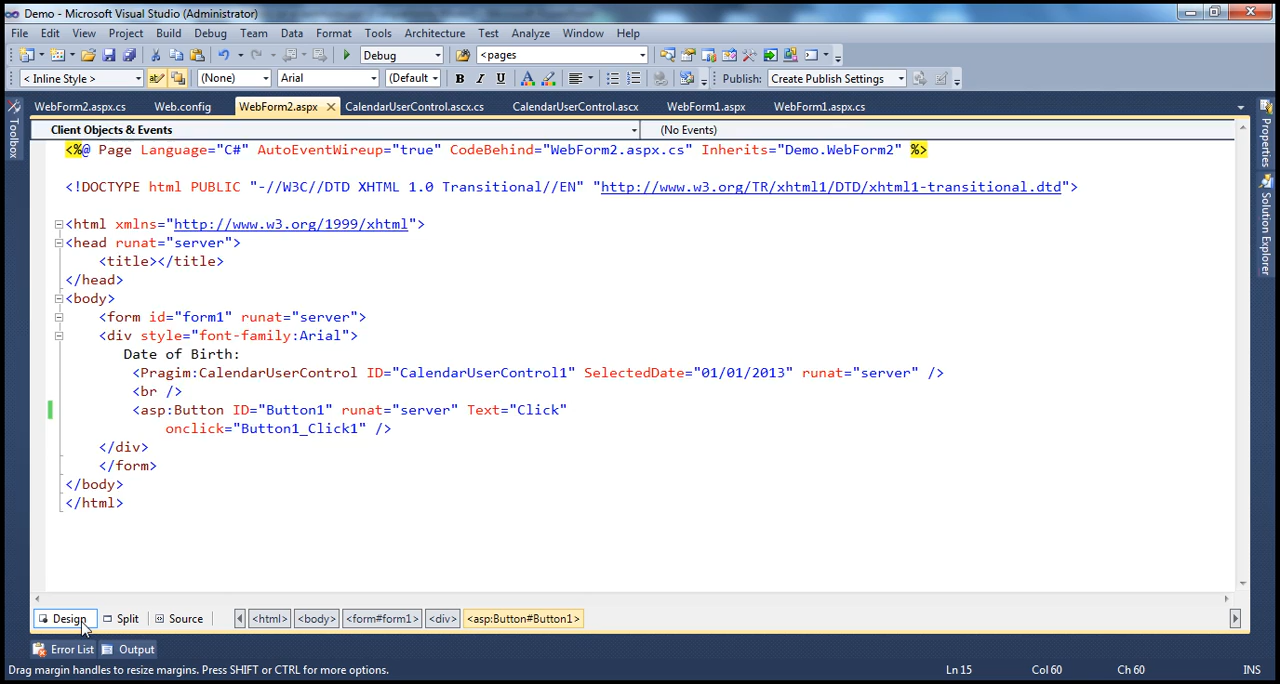 Demo - Microsoft Visual Studio (Administrator)
File Edit View Project Build Debug Team Data Format Tools Architecture Test Analyze Window Help
Debug <pages
< Inline Style > (None) Arial (Default B I U A Publish: Create Publish Settings
WebForm2.aspx.cs Web.config WebForm2.aspx CalendarUserControl.ascx.cs CalendarUserControl.ascx WebForm1.aspx WebForm1.aspx.cs
Toolbox
Properties
Solution Explorer
Client Objects & Events (No Events)
<%@ Page Language="C#" AutoEventWireup="true" CodeBehind="WebForm2.aspx.cs" Inherits="Demo.WebForm2" %>
<!DOCTYPE html PUBLIC "-//W3C//DTD XHTML 1.0 Transitional//EN" "http://www.w3.org/TR/xhtml1/DTD/xhtml1-transitional.dtd">
<html xmlns="http://www.w3.org/1999/xhtml">
<head runat="server">
<title></title>
</head>
<body>
<form id="form1" runat="server">
<div style="font-family:Arial">
Date of Birth:
<Pragim:CalendarUserControl ID="CalendarUserControl1" SelectedDate="01/01/2013" runat="server" />
<br />
<asp:Button ID="Button1" runat="server" Text="Click"
onclick="Button1_Click1" />
</div>
</form>
</body>
</html>
Design Split Source <html> <body> <form#form1> <div> <asp:Button#Button1>
Error List Output
Drag margin handles to resize margins. Press SHIFT or CTRL for more options. Ln 15 Col 60 Ch 60 INS